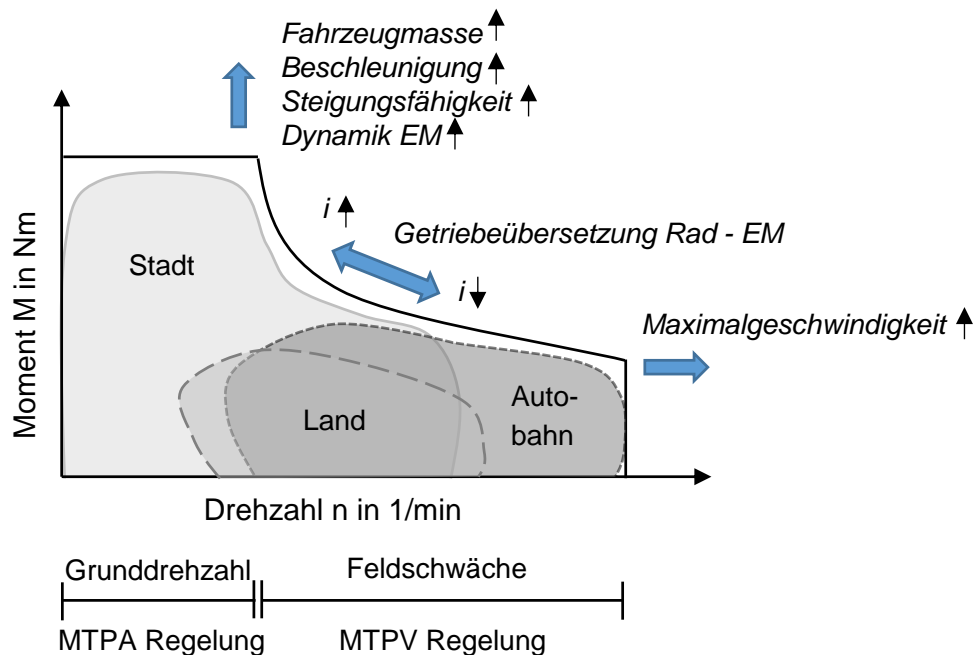 Fahrzeugmasse
Beschleunigung
Steigungsfähigkeit
Dynamik EM
Moment M in Nm
i
Getriebeübersetzung Rad - EM
i
Stadt
Maximalgeschwindigkeit
Land
Auto-
bahn
Drehzahl n in 1/min
Grunddrehzahl
Feldschwäche
MTPA Regelung
MTPV Regelung